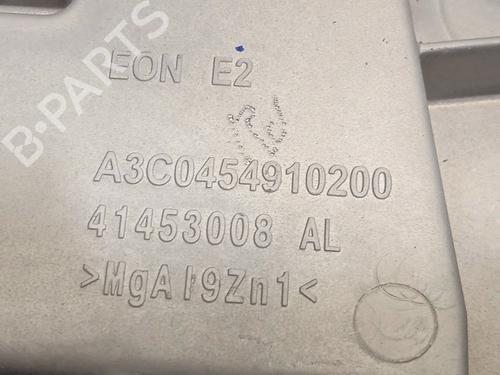 B-PARTS
EON E2
A3C0454910200
41453008 AL
>MgAl9Zn1<